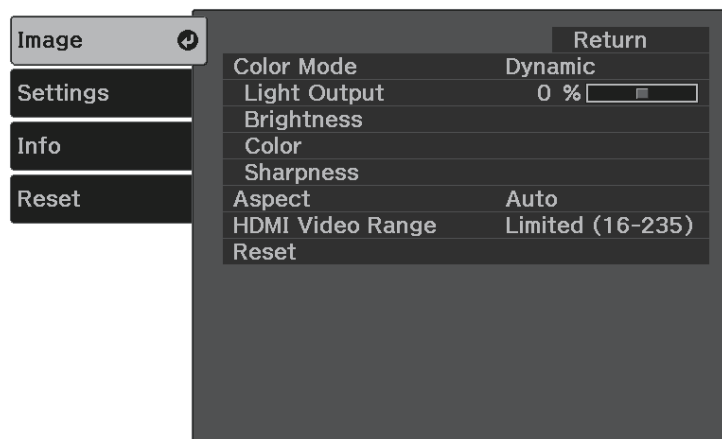 Image
Settings
Info
Reset
Return
Color Mode Dynamic
Light Output 0 %
Brightness
Color
Sharpness
Aspect Auto
HDMI Video Range Limited (16-235)
Reset